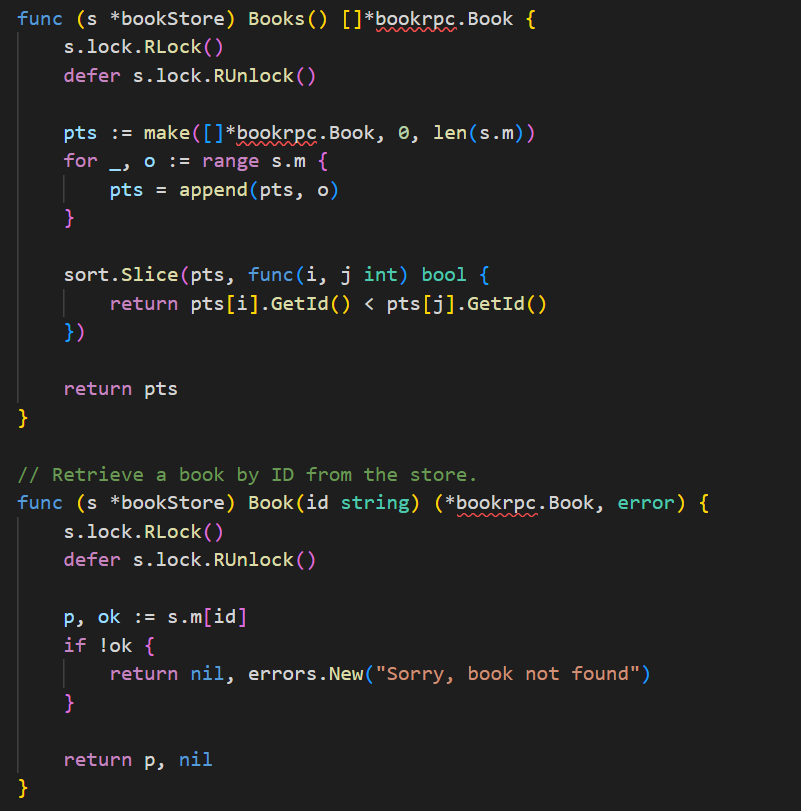 func (s *bookStore) Books() []*bookrpc.Book {
    s.lock.RLock()
    defer s.lock.RUnlock()

    pts := make([]*bookrpc.Book, 0, len(s.m))
    for _, o := range s.m {
        pts = append(pts, o)
    }

    sort.Slice(pts, func(i, j int) bool {
        return pts[i].GetId() < pts[j].GetId()
    })

    return pts
}

// Retrieve a book by ID from the store.
func (s *bookStore) Book(id string) (*bookrpc.Book, error) {
    s.lock.RLock()
    defer s.lock.RUnlock()

    p, ok := s.m[id]
    if !ok {
        return nil, errors.New("Sorry, book not found")
    }

    return p, nil
}